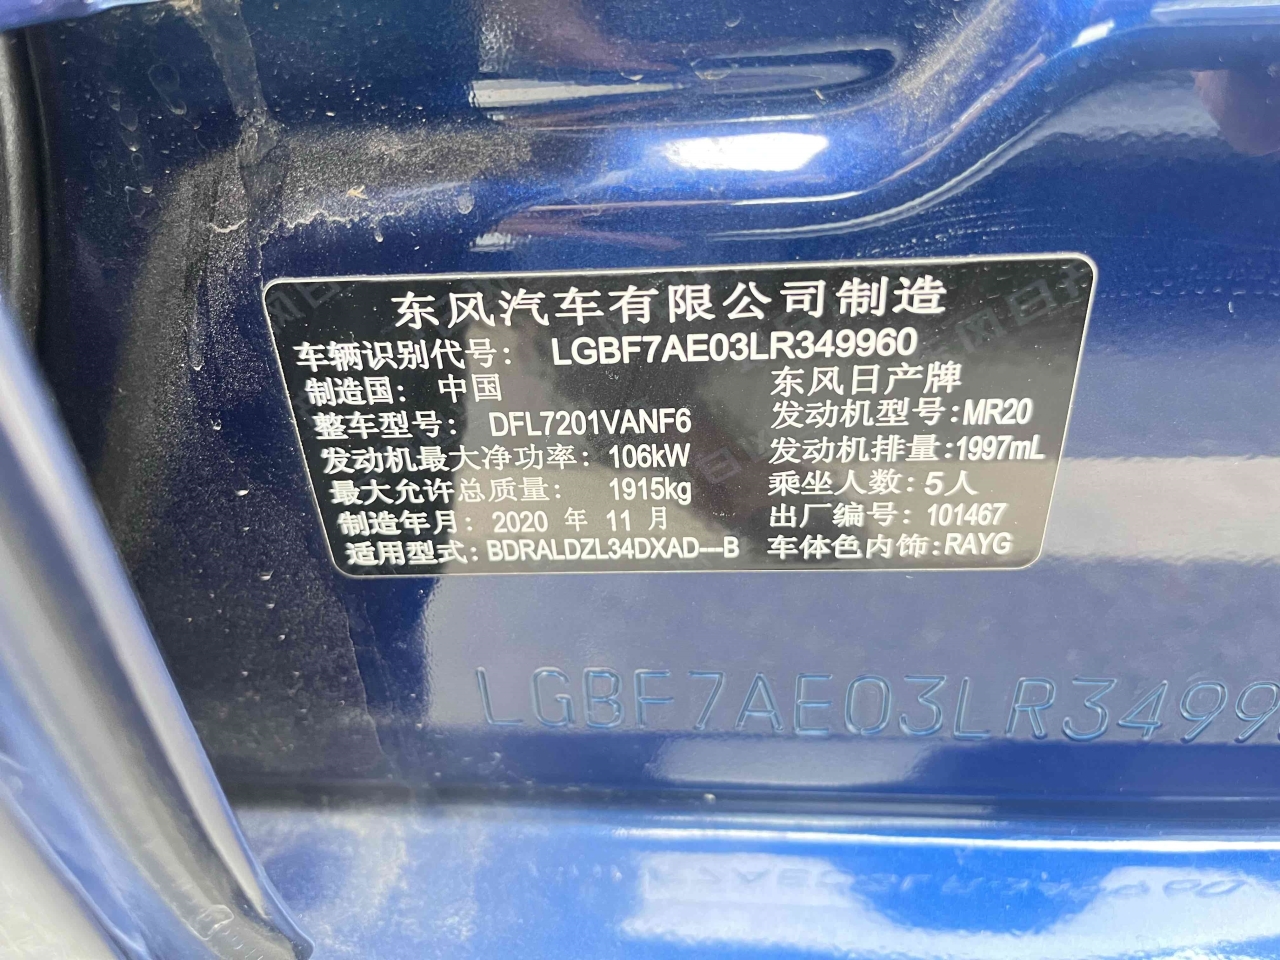 东风汽车有限公司制造
车辆识别代号： LGBF7AE03LR349960
制造国： 中国 东风日产牌
整车型号： DFL7201VANF6 发动机型号:MR20
发动机最大净功率： 106kW 发动机排量:1997mL
最大允许总质量： 1915kg 乘坐人数: 5人
制造年月: 2020 年 11 月 出厂编号: 101467
适用型式: BDRALDZL34DXAD---B 车体色内饰:RAYG
LGBF7AE03LR3499